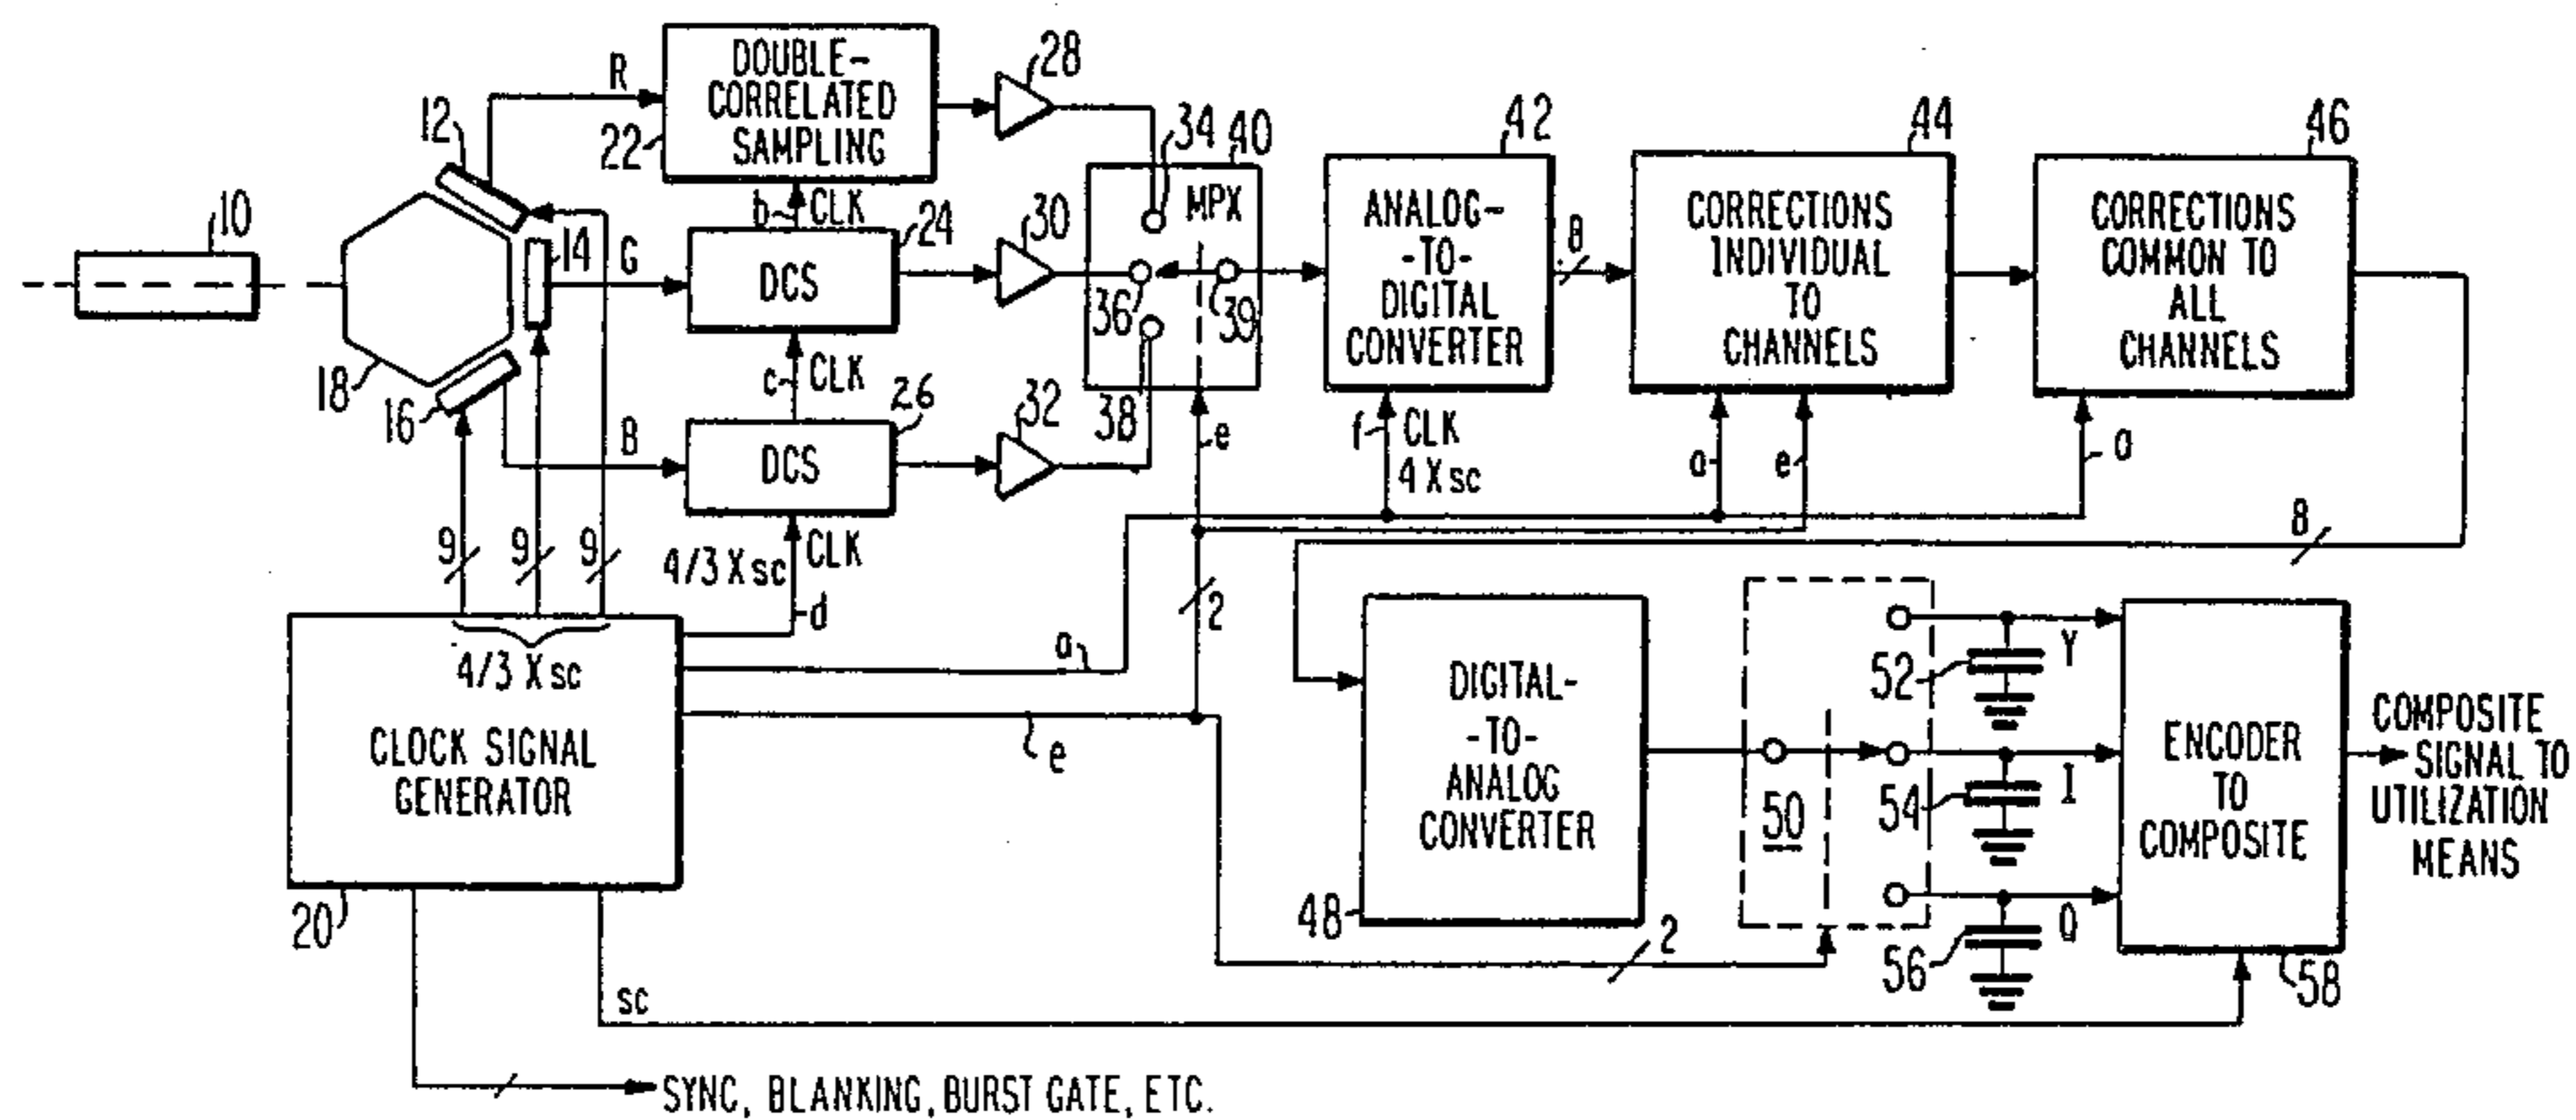 10
12
14
16
18
R
G
B
22
DOUBLE-
CORRELATED
SAMPLING
28
b
CLK
24
DCS
30
c
CLK
26
DCS
32
34
40
MPX
36
39
38
e
42
ANALOG-
-TO-
DIGITAL
CONVERTER
8
f
CLK
4 X sc
44
CORRECTIONS
INDIVIDUAL
TO
CHANNELS
a
e
46
CORRECTIONS
COMMON TO
ALL
CHANNELS
a
8
9
9
9
4/3 X sc
CLK
d
4/3 X sc
CLOCK SIGNAL
GENERATOR
20
a
e
2
sc
SYNC, BLANKING, BURST GATE, ETC.
DIGITAL-
-TO-
ANALOG
CONVERTER
48
2
50
52
Y
54
I
56
Q
ENCODER
TO
COMPOSITE
58
COMPOSITE
SIGNAL TO
UTILIZATION
MEANS